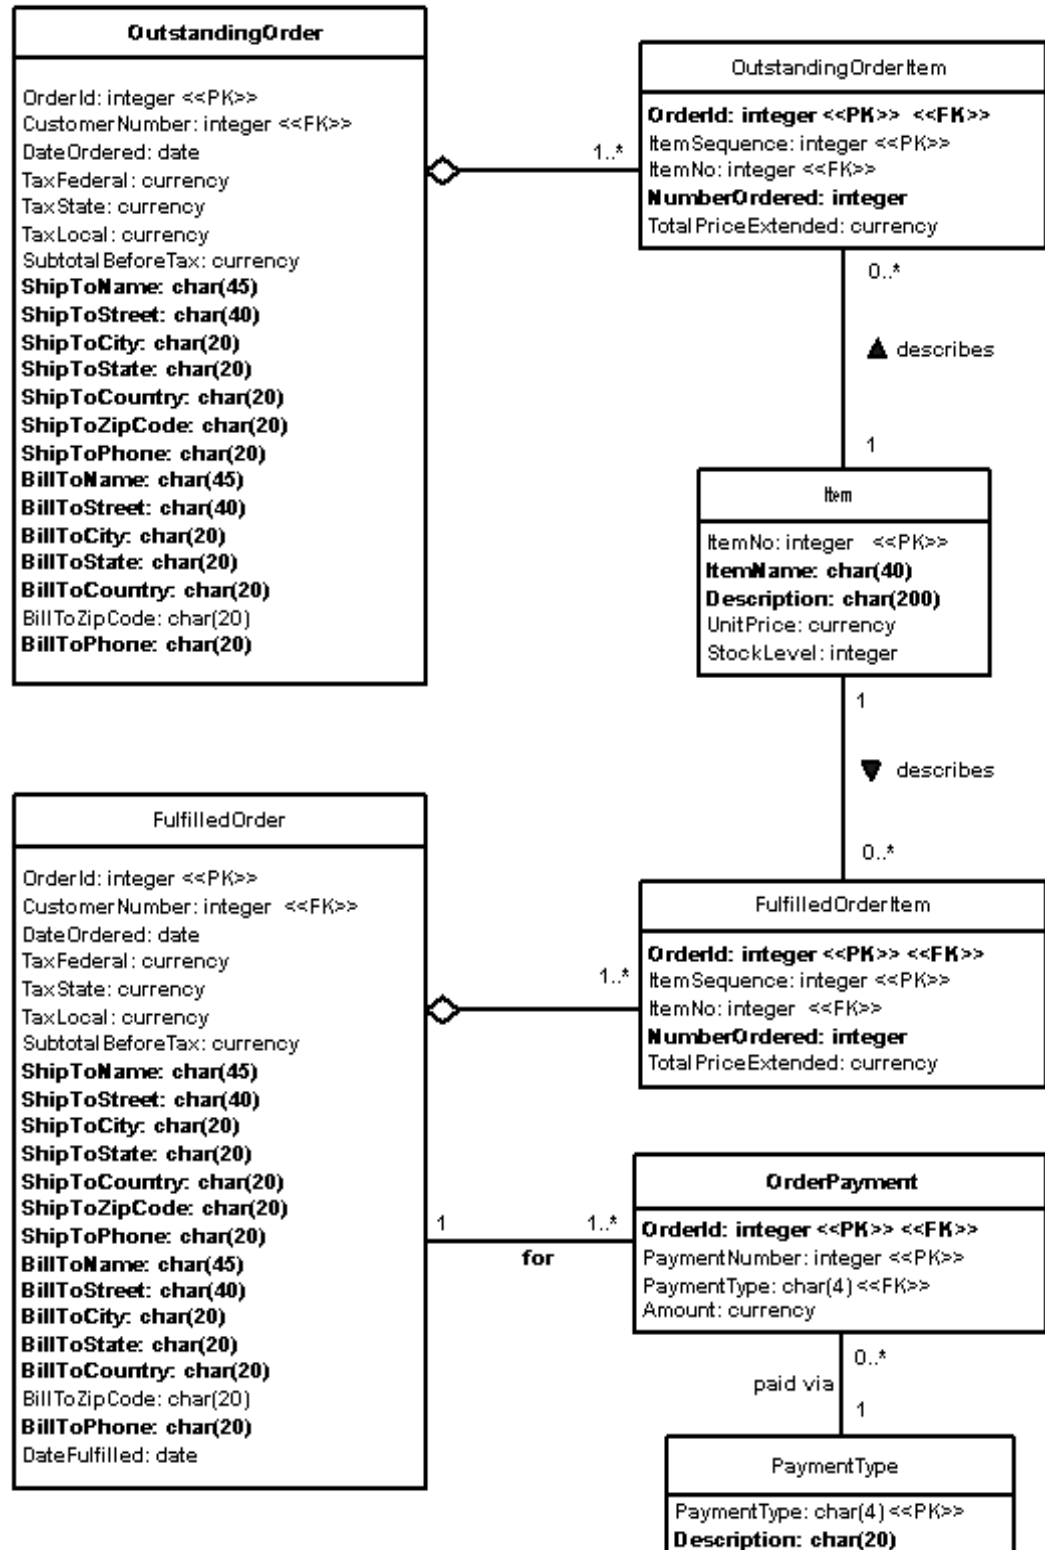 OutstandingOrder
OrderId: integer <<PK>>
CustomerNumber: integer <<FK>>
DateOrdered: date
TaxFederal: currency
TaxState: currency
TaxLocal: currency
SubtotalBeforeTax: currency
ShipToName: char(45)
ShipToStreet: char(40)
ShipToCity: char(20)
ShipToState: char(20)
ShipToCountry: char(20)
ShipToZipCode: char(20)
ShipToPhone: char(20)
BillToName: char(45)
BillToStreet: char(40)
BillToCity: char(20)
BillToState: char(20)
BillToCountry: char(20)
BillToZipCode: char(20)
BillToPhone: char(20)
1..*
OutstandingOrderItem
OrderId: integer <<PK>> <<FK>>
ItemSequence: integer <<PK>>
ItemNo: integer <<FK>>
NumberOrdered: integer
TotalPriceExtended: currency
0..*
▲ describes
1
Item
ItemNo: integer <<PK>>
ItemName: char(40)
Description: char(200)
UnitPrice: currency
StockLevel: integer
1
▼ describes
0..*
FulfilledOrder
OrderId: integer <<PK>>
CustomerNumber: integer <<FK>>
DateOrdered: date
TaxFederal: currency
TaxState: currency
TaxLocal: currency
SubtotalBeforeTax: currency
ShipToName: char(45)
ShipToStreet: char(40)
ShipToCity: char(20)
ShipToState: char(20)
ShipToCountry: char(20)
ShipToZipCode: char(20)
ShipToPhone: char(20)
BillToName: char(45)
BillToStreet: char(40)
BillToCity: char(20)
BillToState: char(20)
BillToCountry: char(20)
BillToZipCode: char(20)
BillToPhone: char(20)
DateFulfilled: date
1..*
FulfilledOrderItem
OrderId: integer <<PK>> <<FK>>
ItemSequence: integer <<PK>>
ItemNo: integer <<FK>>
NumberOrdered: integer
TotalPriceExtended: currency
1
for
1..*
OrderPayment
OrderId: integer <<PK>> <<FK>>
PaymentNumber: integer <<PK>>
PaymentType: char(4) <<FK>>
Amount: currency
0..*
paid via
1
PaymentType
PaymentType: char(4) <<PK>>
Description: char(20)